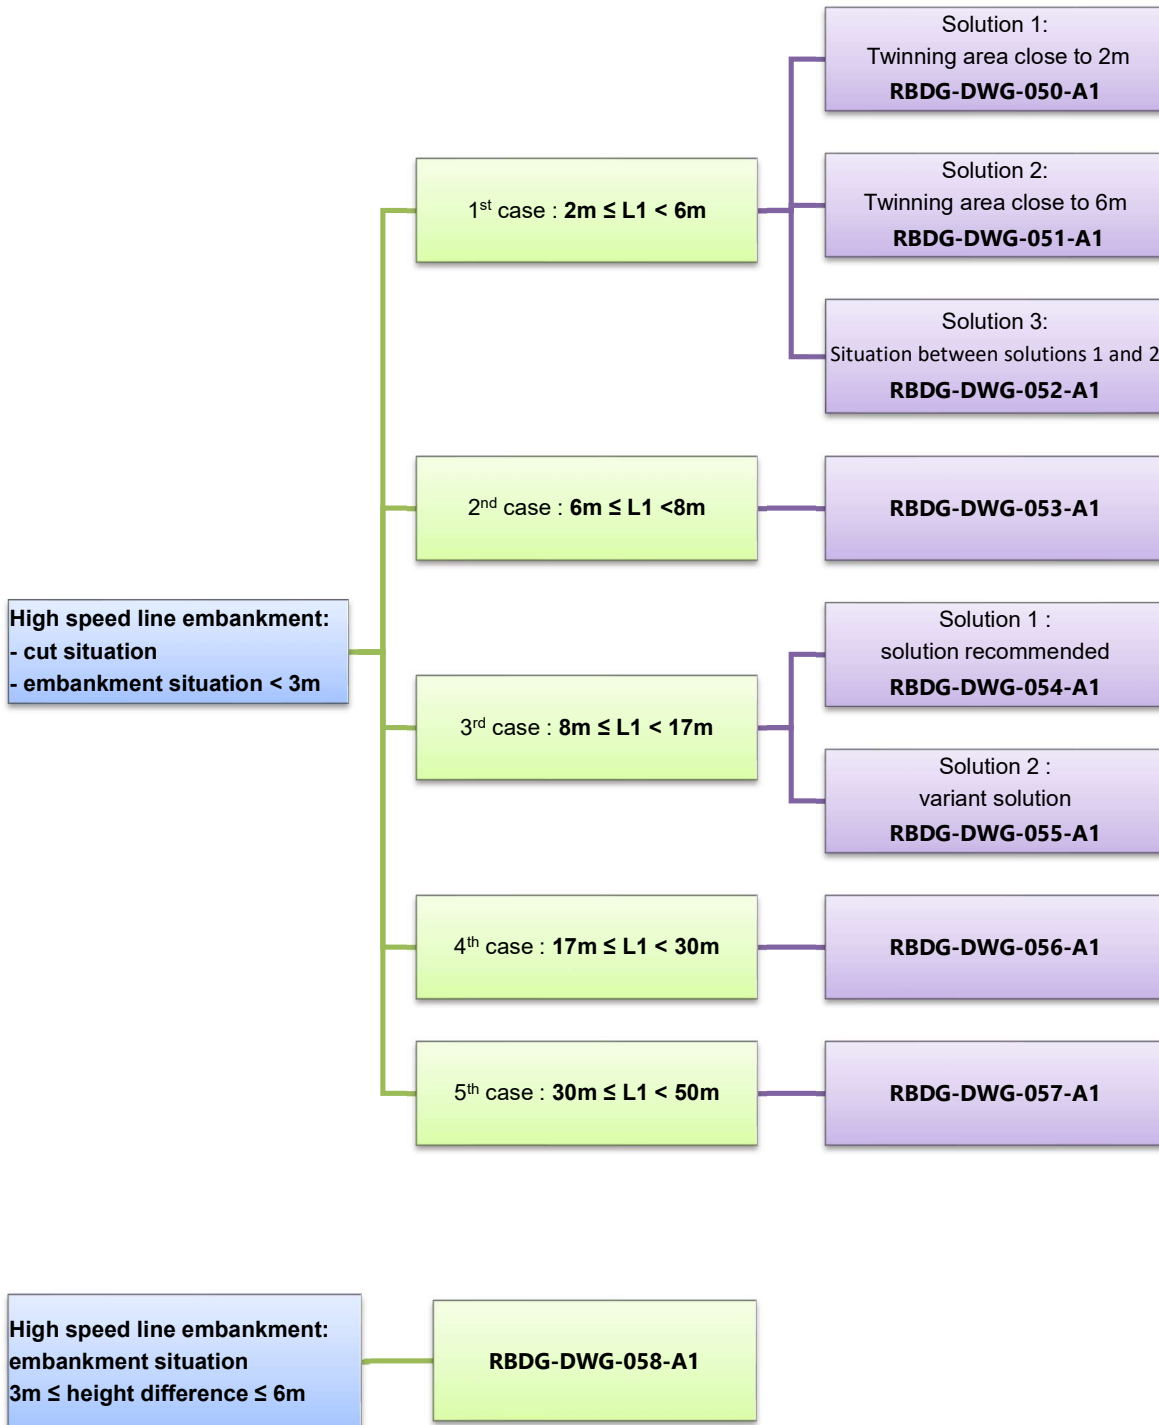 High speed line embankment:
- cut situation
- embankment situation < 3m
1st case : 2m ≤ L1 < 6m
Solution 1:
Twinning area close to 2m
RBDG-DWG-050-A1
Solution 2:
Twinning area close to 6m
RBDG-DWG-051-A1
Solution 3:
Situation between solutions 1 and 2
RBDG-DWG-052-A1
2nd case : 6m ≤ L1 <8m
RBDG-DWG-053-A1
3rd case : 8m ≤ L1 < 17m
Solution 1 :
solution recommended
RBDG-DWG-054-A1
Solution 2 :
variant solution
RBDG-DWG-055-A1
4th case : 17m ≤ L1 < 30m
RBDG-DWG-056-A1
5th case : 30m ≤ L1 < 50m
RBDG-DWG-057-A1
High speed line embankment:
embankment situation
3m ≤ height difference ≤ 6m
RBDG-DWG-058-A1